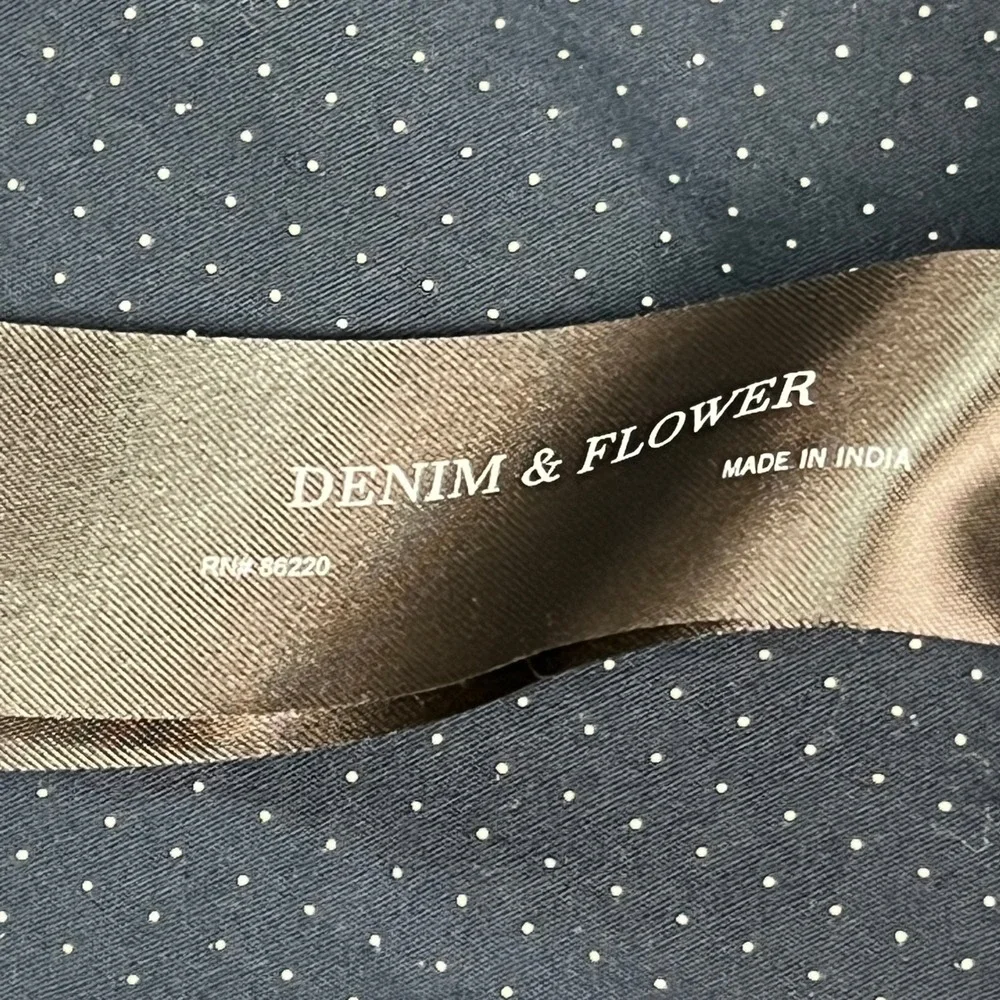 DENIM & FLOWER
MADE IN INDIA
RN# 86220